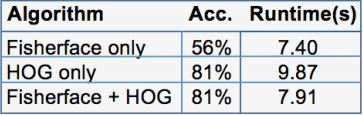 Algorithm Acc. Runtime(s)
Fisherface only 56% 7.40
HOG only 81% 9.87
Fisherface + HOG 81% 7.91